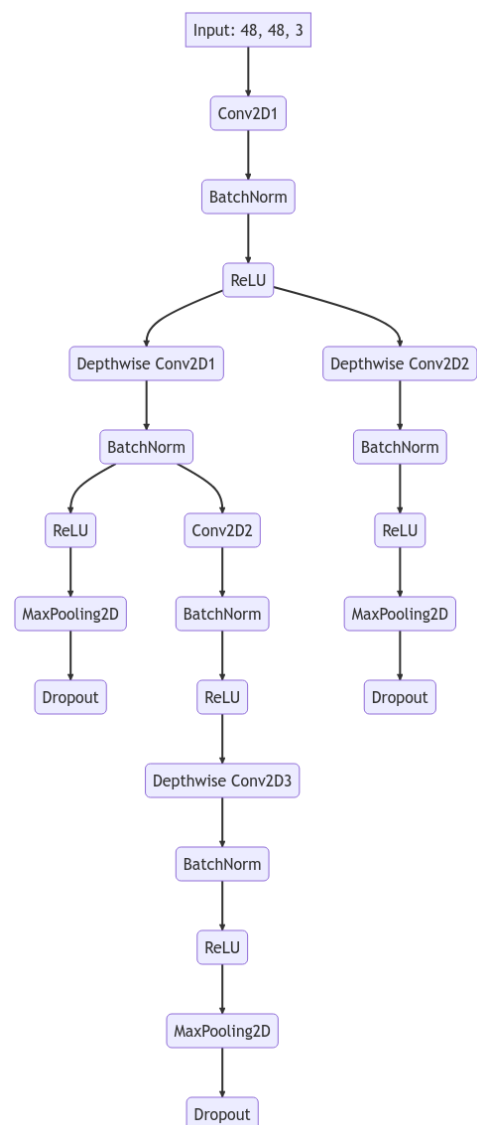 Input: 48, 48, 3
Conv2D1
BatchNorm
ReLU
Depthwise Conv2D1
Depthwise Conv2D2
BatchNorm
BatchNorm
ReLU
Conv2D2
ReLU
MaxPooling2D
BatchNorm
MaxPooling2D
Dropout
ReLU
Dropout
Depthwise Conv2D3
BatchNorm
ReLU
MaxPooling2D
Dropout